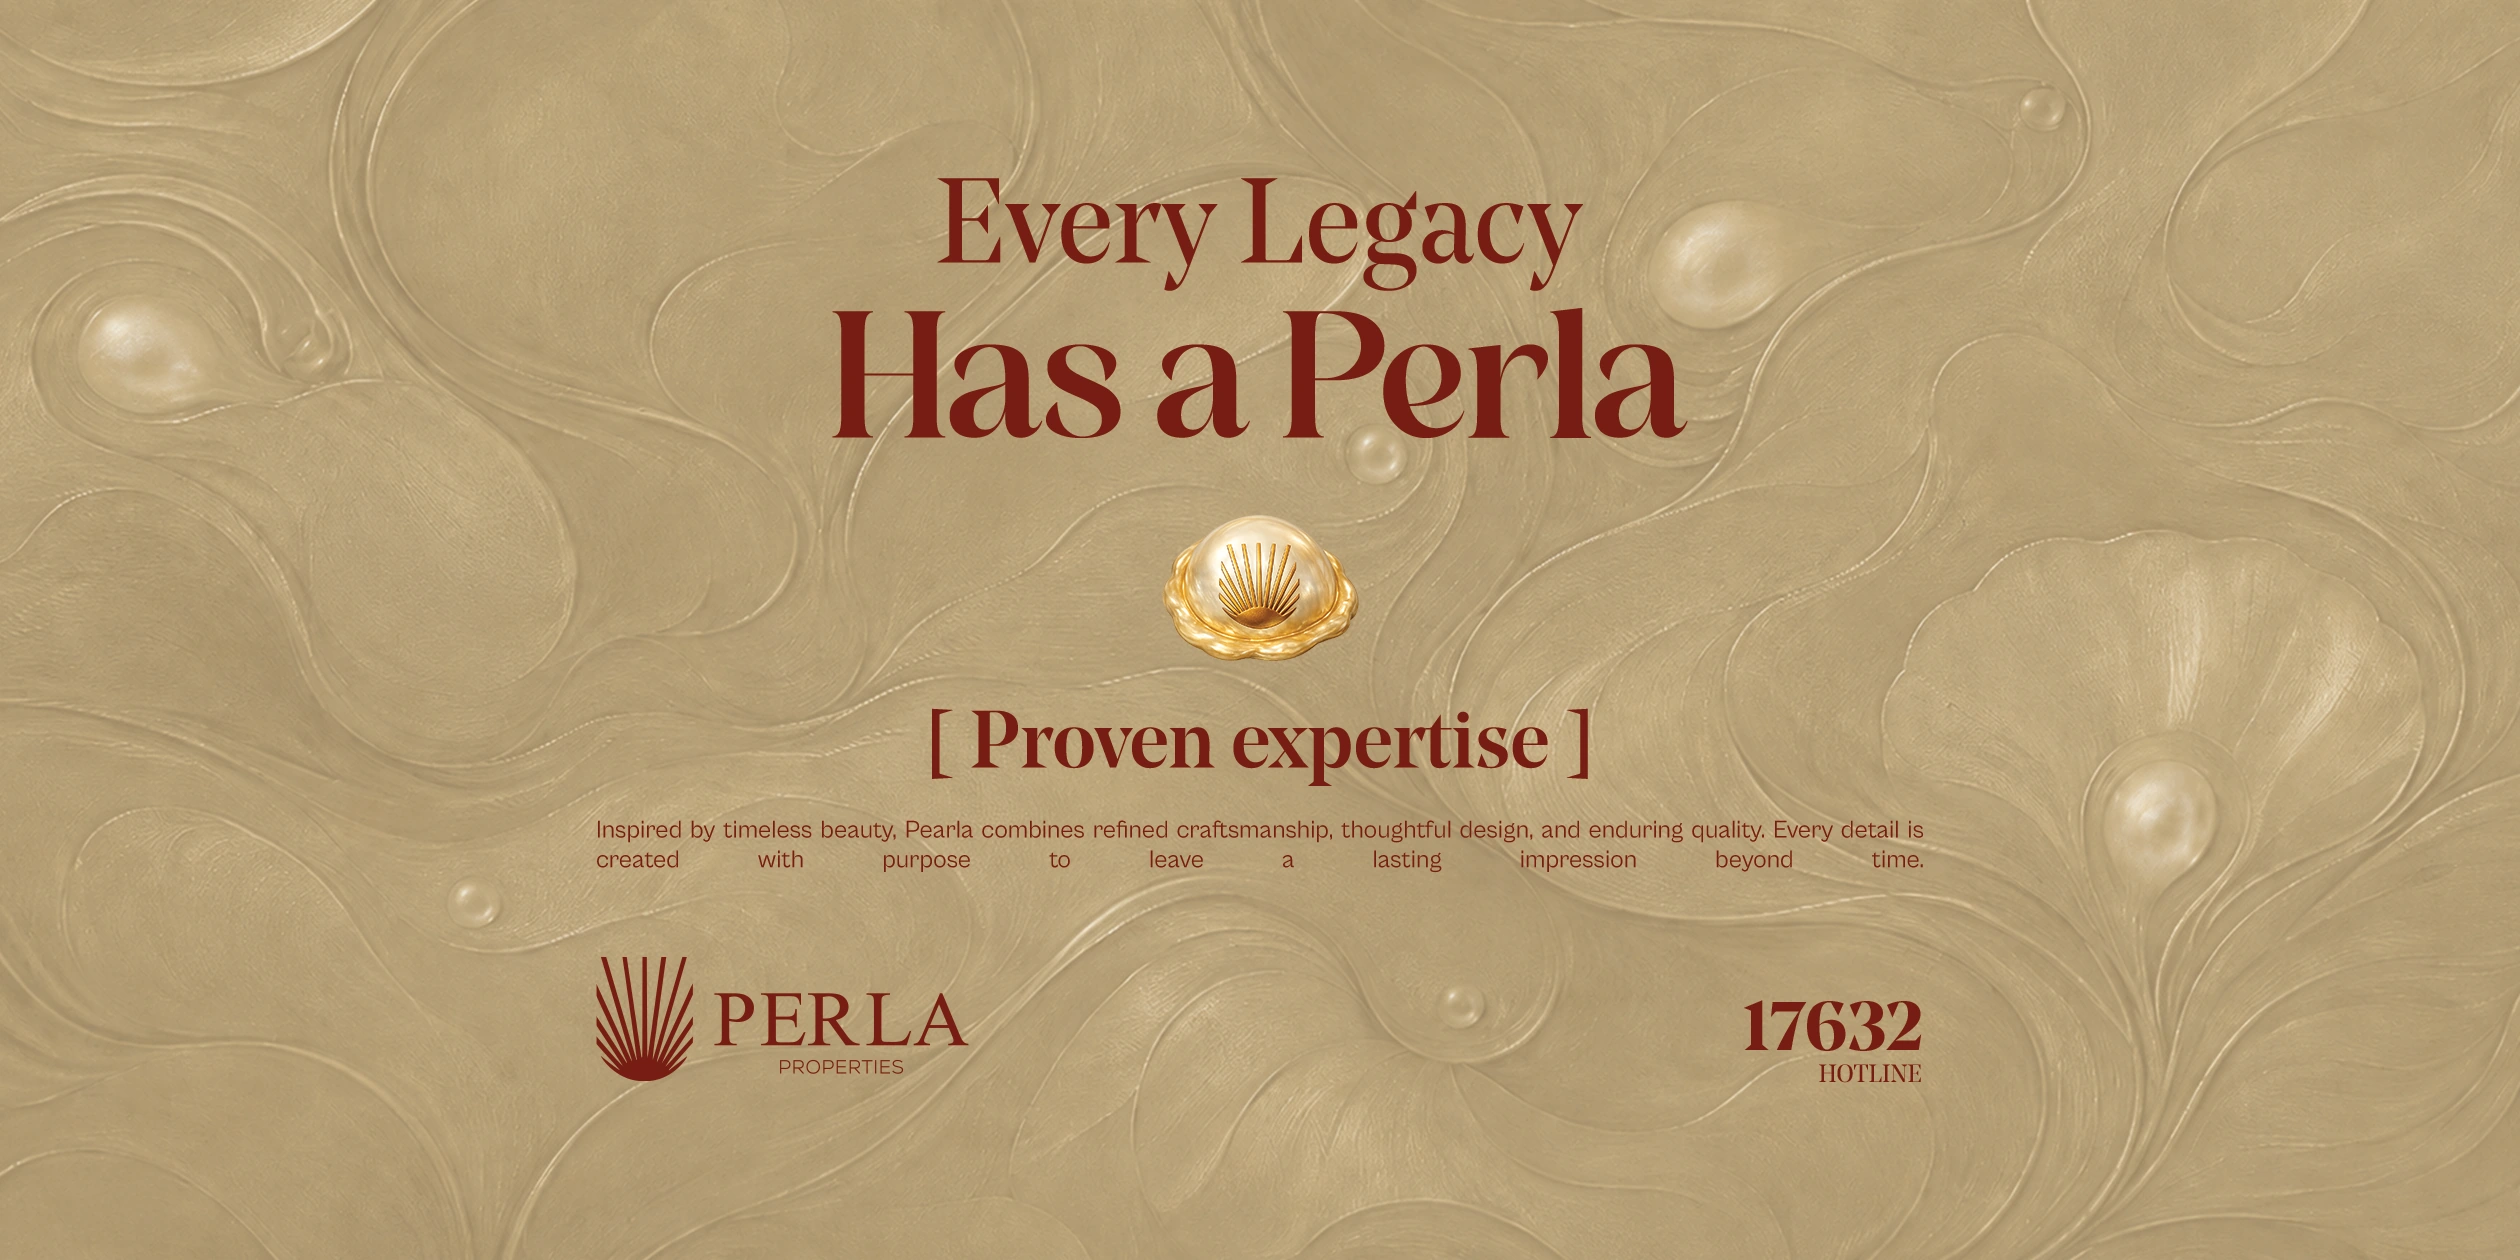 Every Legacy
Has a Perla
[ Proven expertise ]
Inspired by timeless beauty, Pearla combines refined craftsmanship, thoughtful design, and enduring quality. Every detail is
created with purpose to leave a lasting impression beyond time.
PERLA
PROPERTIES
17632
HOTLINE